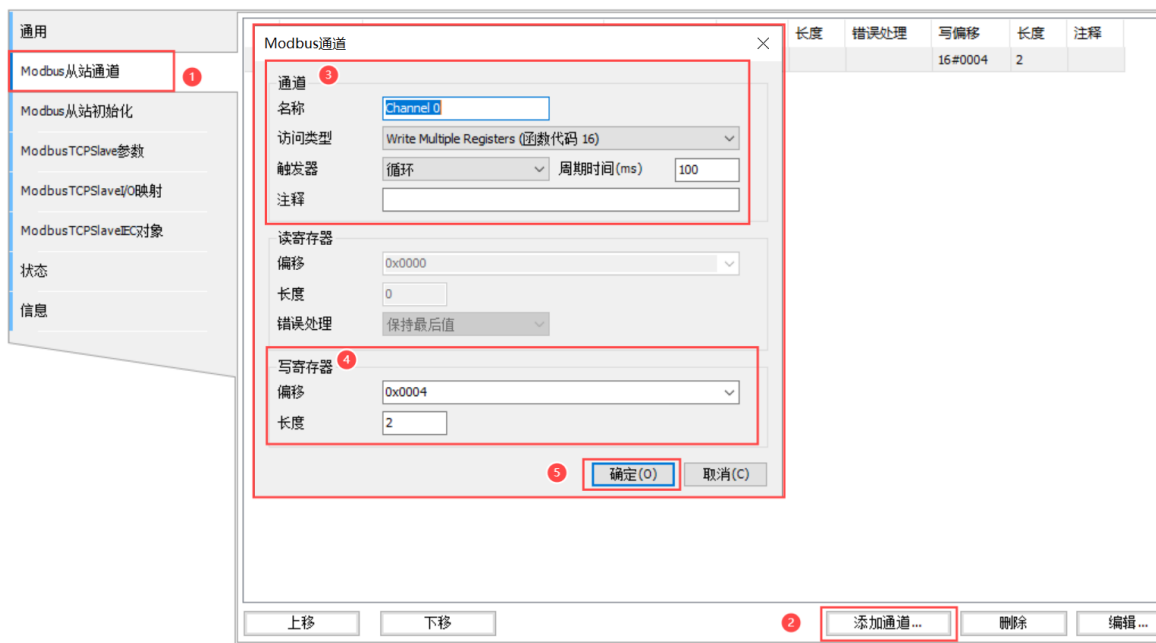 通用
Modbus从站通道
1
Modbus从站初始化
ModbusTCPSlave参数
ModbusTCPSlaveI/O映射
ModbusTCPSlaveIEC对象
状态
信息
长度 错误处理 写偏移 长度 注释
16#0004 2
Modbus通道
通道 3
名称 Channel 0
访问类型 Write Multiple Registers (函数代码 16)
触发器 循环 周期时间(ms) 100
注释
读寄存器
偏移 0x0000
长度 0
错误处理 保持最后值
写寄存器 4
偏移 0x0004
长度 2
5 确定(O) 取消(C)
上移 下移 2 添加通道... 删除 编辑...